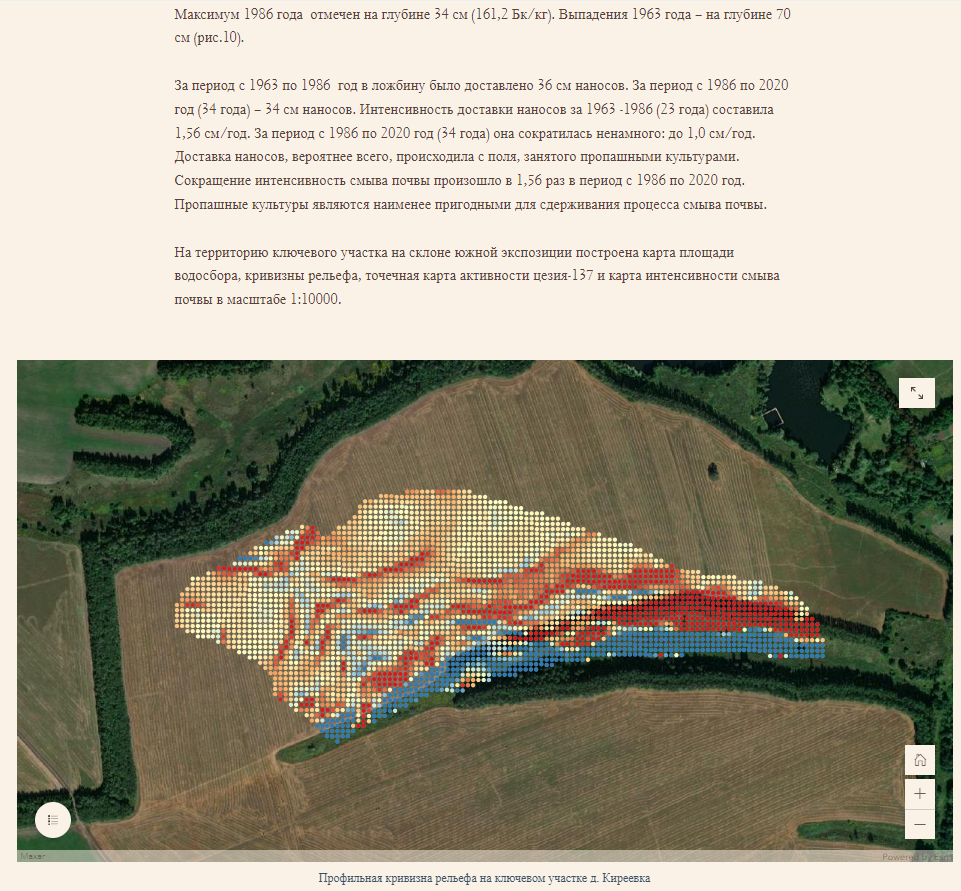 Максимум 1986 года  отмечен на глубине 34 см (161,2 Бк/кг). Выпадения 1963 года – на глубине 70
см (рис.10).
За период с 1963 по 1986  год в ложбину было доставлено 36 см наносов. За период с 1986 по 2020
год (34 года) – 34 см наносов. Интенсивность доставки наносов за 1963 -1986 (23 года) составила
1,56 см/год. За период с 1986 по 2020 год (34 года) она сократилась ненамного: до 1,0 см/год.
Доставка наносов, вероятнее всего, происходила с поля, занятого пропашными культурами.
Сокращение интенсивность смыва почвы произошло в 1,56 раз в период с 1986 по 2020 год.
Пропашные культуры являются наименее пригодными для сдерживания процесса смыва почвы.
На территорию ключевого участка на склоне южной экспозиции построена карта площади
водосбора, кривизны рельефа, точечная карта активности цезия-137 и карта интенсивности смыва
почвы в масштабе 1:10000.
Maxar
Powered by Esri
Профильная кривизна рельефа на ключевом участке д. Киреевка